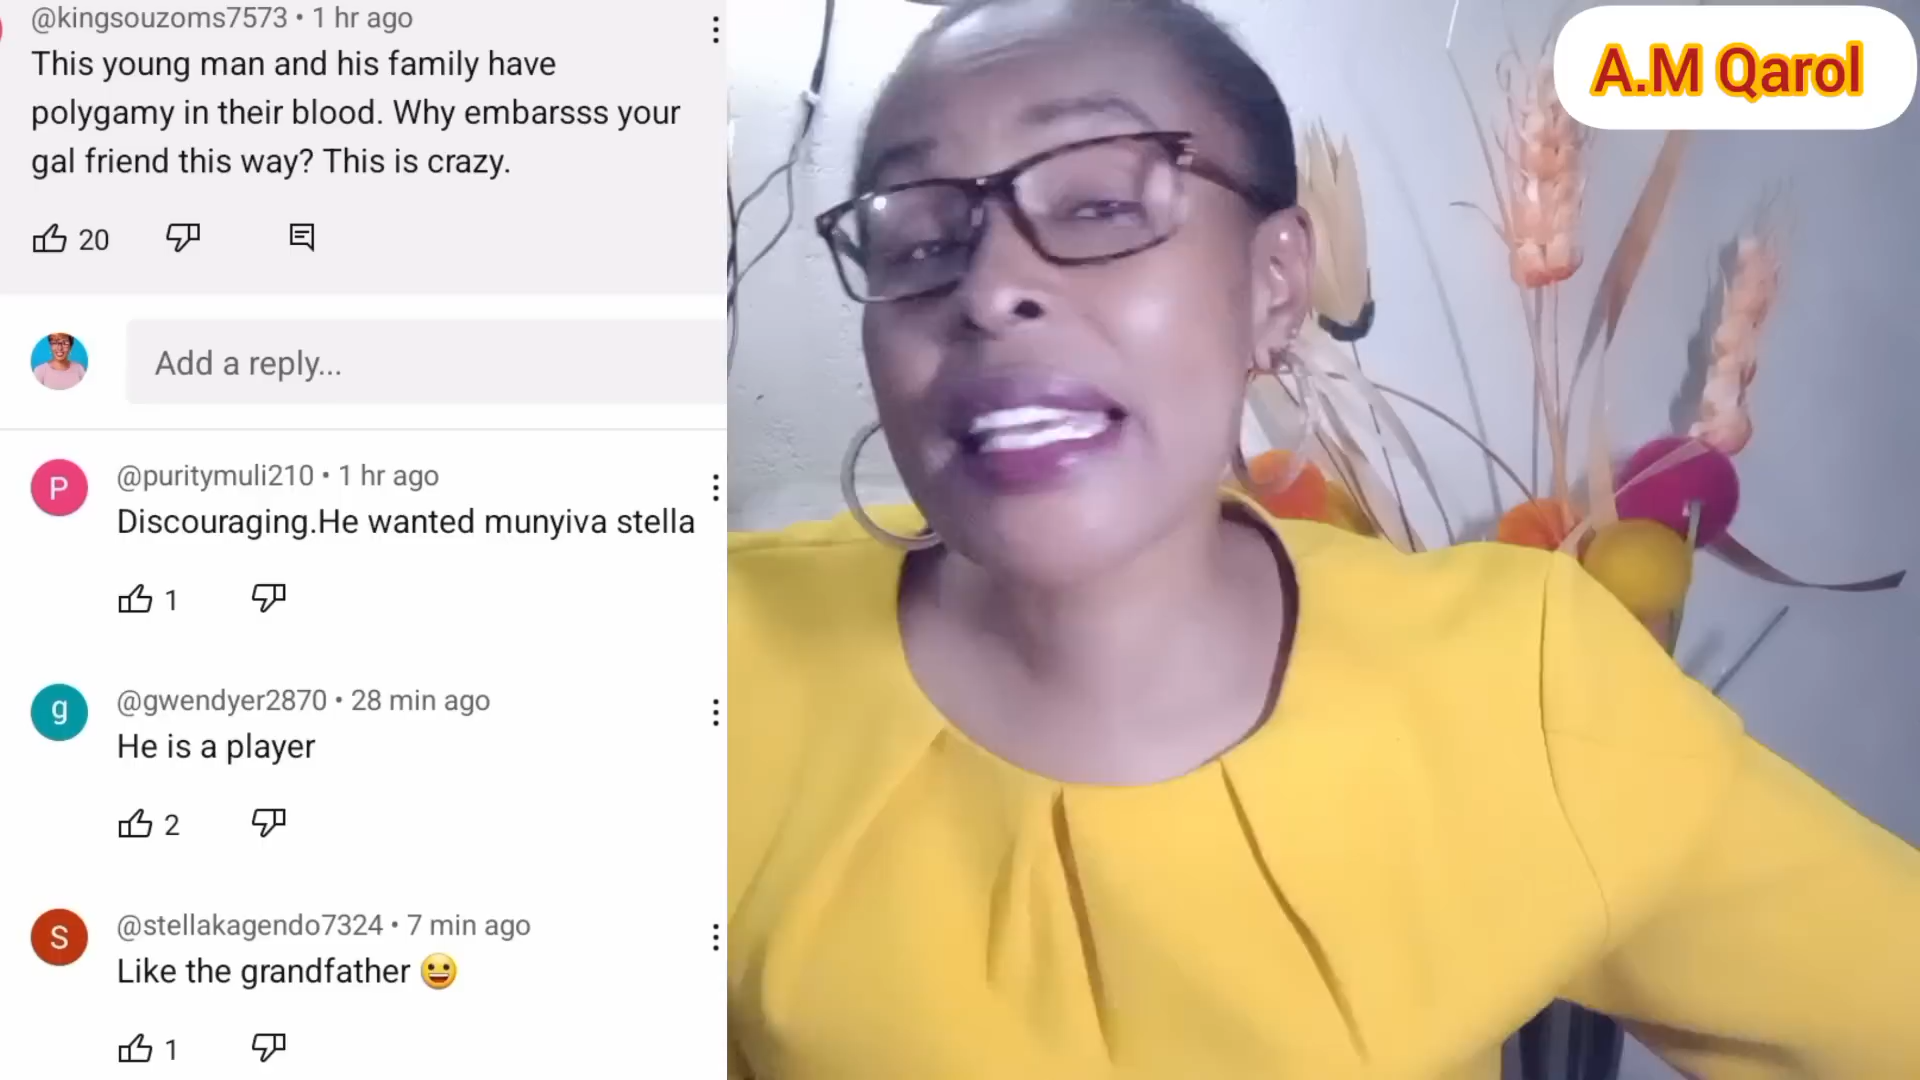 @kingsouzoms7573 • 1 hr ago
This young man and his family have
polygamy in their blood. Why embarsss your
gal friend this way? This is crazy.
20
Add a reply...
P
@puritymuli210 • 1 hr ago
Discouraging.He wanted munyiva stella
1
g
@gwendyer2870 • 28 min ago
He is a player
2
S
@stellakagendo7324 • 7 min ago
Like the grandfather 😀
1
A.M Qarol